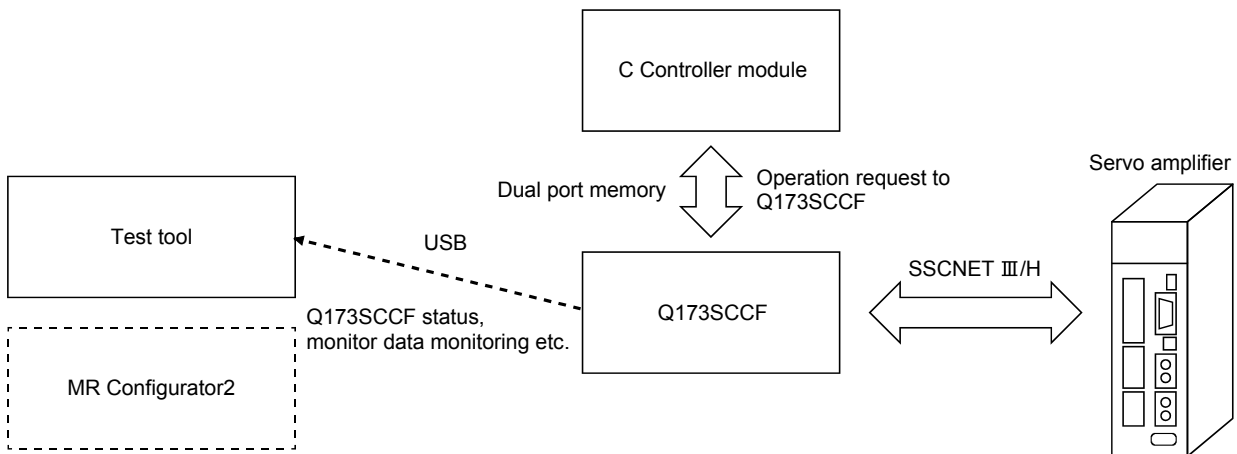 C Controller module
Dual port memory
Operation request to
Q173SCCF
Servo amplifier
Test tool
USB
SSCNET Ⅲ/H
Q173SCCF
Q173SCCF status,
monitor data monitoring etc.
MR Configurator2